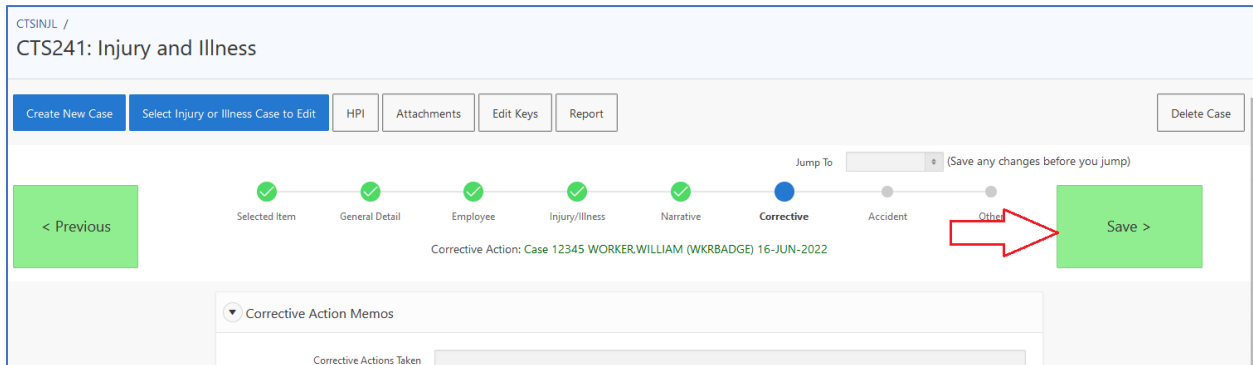 CTSINJL /
CTS241: Injury and Illness
Create New Case
Select Injury or Illness Case to Edit
HPI
Attachments
Edit Keys
Report
Delete Case
Jump To
(Save any changes before you jump)
< Previous
Selected Item
General Detail
Employee
Injury/Illness
Narrative
Corrective
Accident
Other
Save >
Corrective Action: Case 12345 WORKER,WILLIAM (WKRBADGE) 16-JUN-2022
Corrective Action Memos
Corrective Actions Taken